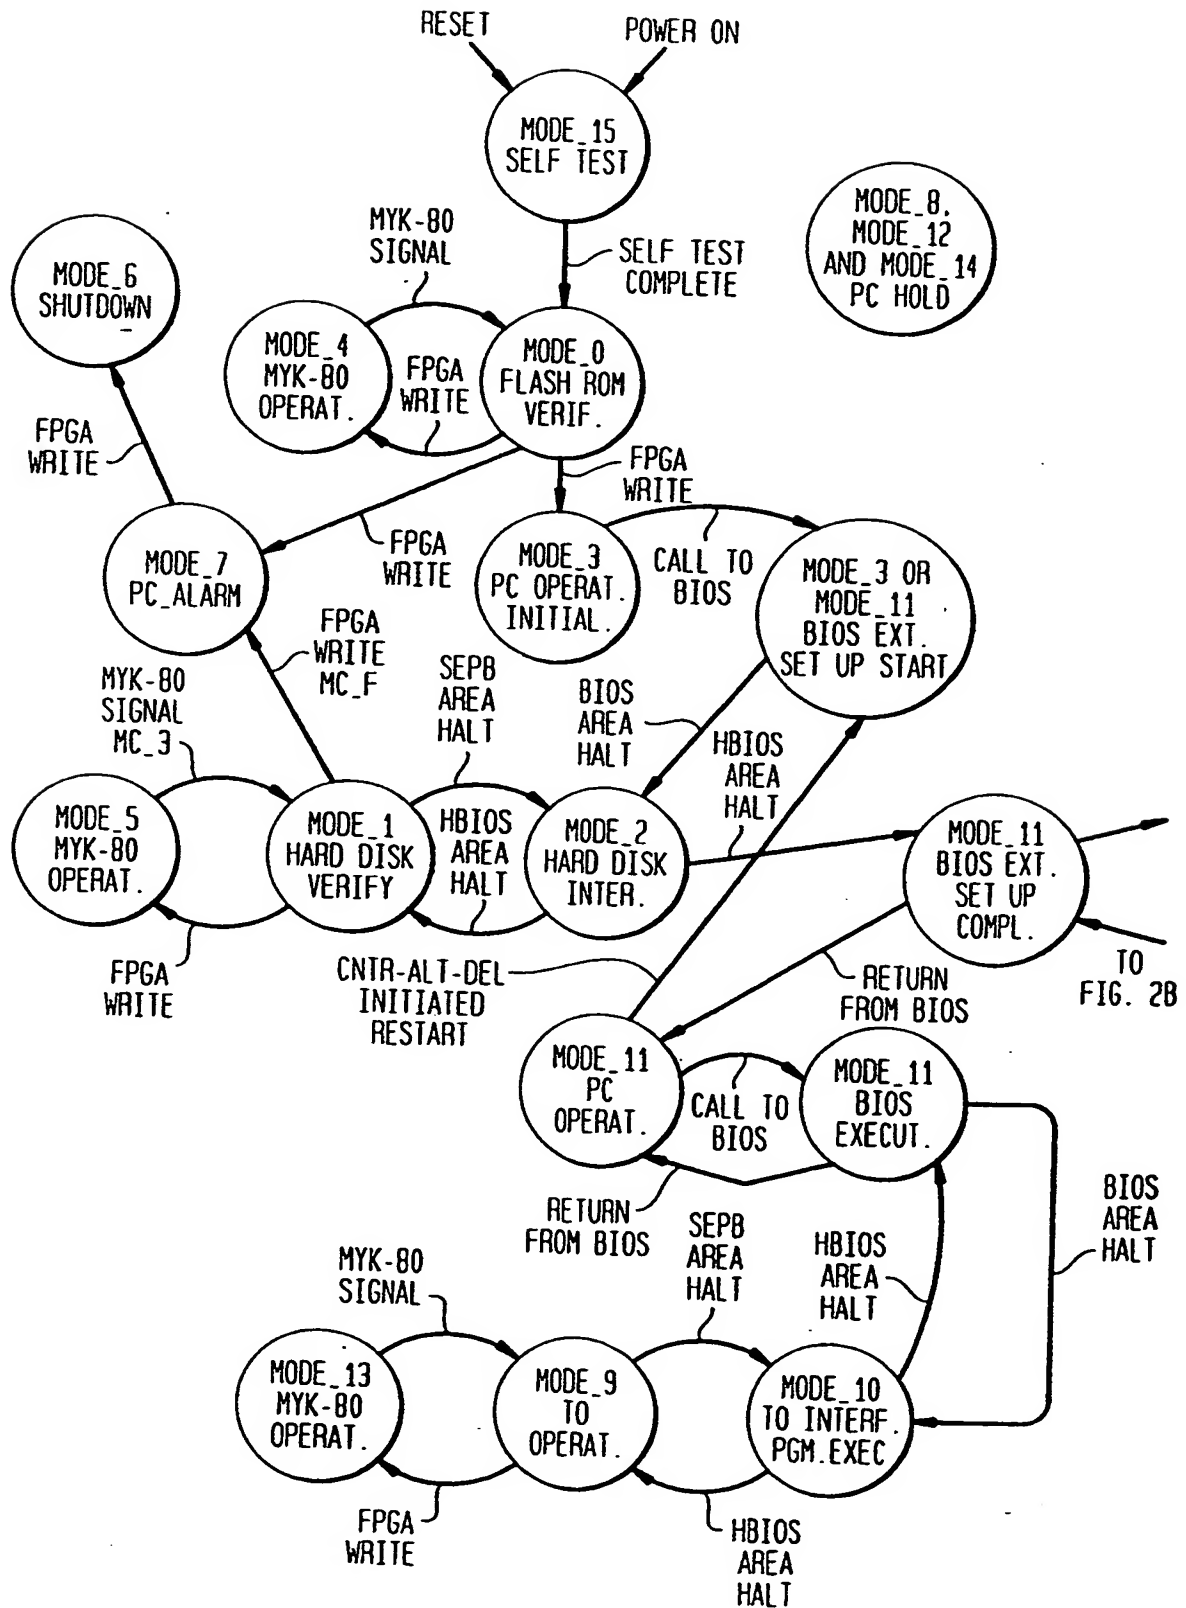 RESET
POWER ON
MODE_15
SELF TEST
SELF TEST
COMPLETE
MODE_8,
MODE_12
AND MODE_14
PC HOLD
MYK-80
SIGNAL
MODE_6
SHUTDOWN
MODE_4
MYK-80
OPERAT.
FPGA
WRITE
MODE_0
FLASH ROM
VERIF.
FPGA
WRITE
FPGA
WRITE
FPGA
WRITE
MODE_7
PC_ALARM
MODE_3
PC OPERAT.
INITIAL.
CALL TO
BIOS
MODE_3 OR
MODE_11
BIOS EXT.
SET UP START
FPGA
WRITE
MC_F
MYK-80
SIGNAL
MC_3
SEPB
AREA
HALT
BIOS
AREA
HALT
HBIOS
AREA
HALT
MODE_5
MYK-80
OPERAT.
MODE_1
HARD DISK
VERIFY
HBIOS
AREA
HALT
MODE_2
HARD DISK
INTER.
MODE_11
BIOS EXT.
SET UP
COMPL.
FPGA
WRITE
CNTR-ALT-DEL
INITIATED
RESTART
RETURN
FROM BIOS
TO
FIG. 2B
MODE_11
PC
OPERAT.
CALL TO
BIOS
MODE_11
BIOS
EXECUT.
RETURN
FROM BIOS
BIOS
AREA
HALT
MYK-80
SIGNAL
SEPB
AREA
HALT
HBIOS
AREA
HALT
MODE_13
MYK-80
OPERAT.
MODE_9
TO
OPERAT.
MODE_10
TO INTERF.
PGM.EXEC
FPGA
WRITE
HBIOS
AREA
HALT